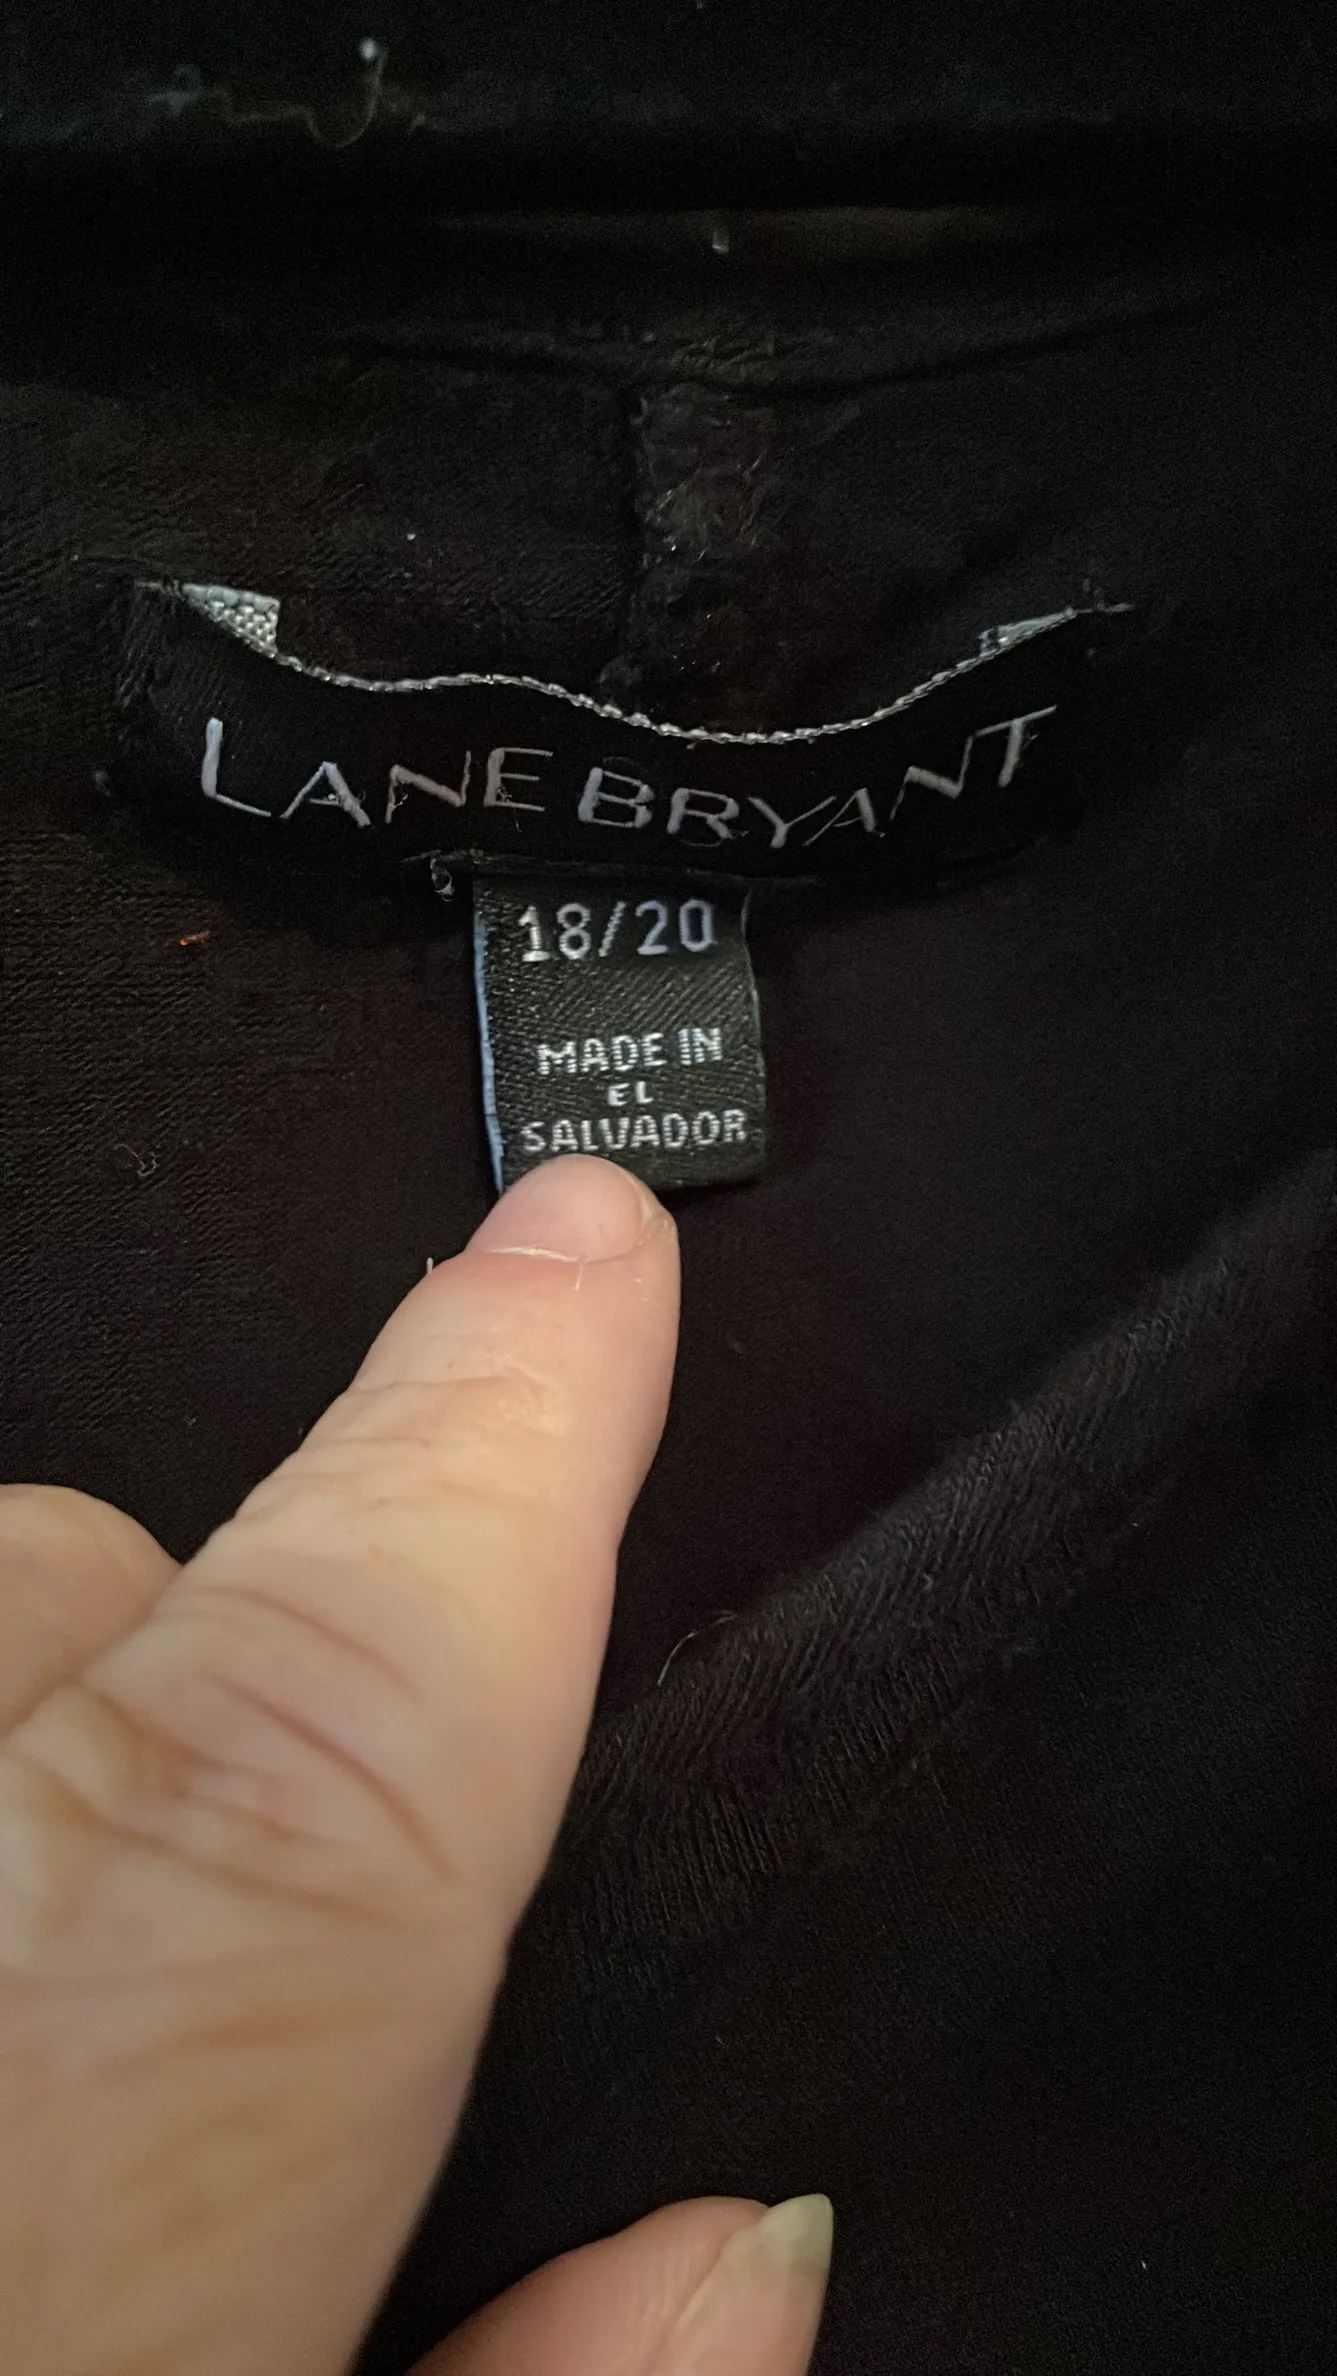 LANE BRYANT
18/20
MADE IN
EL
SALVADOR